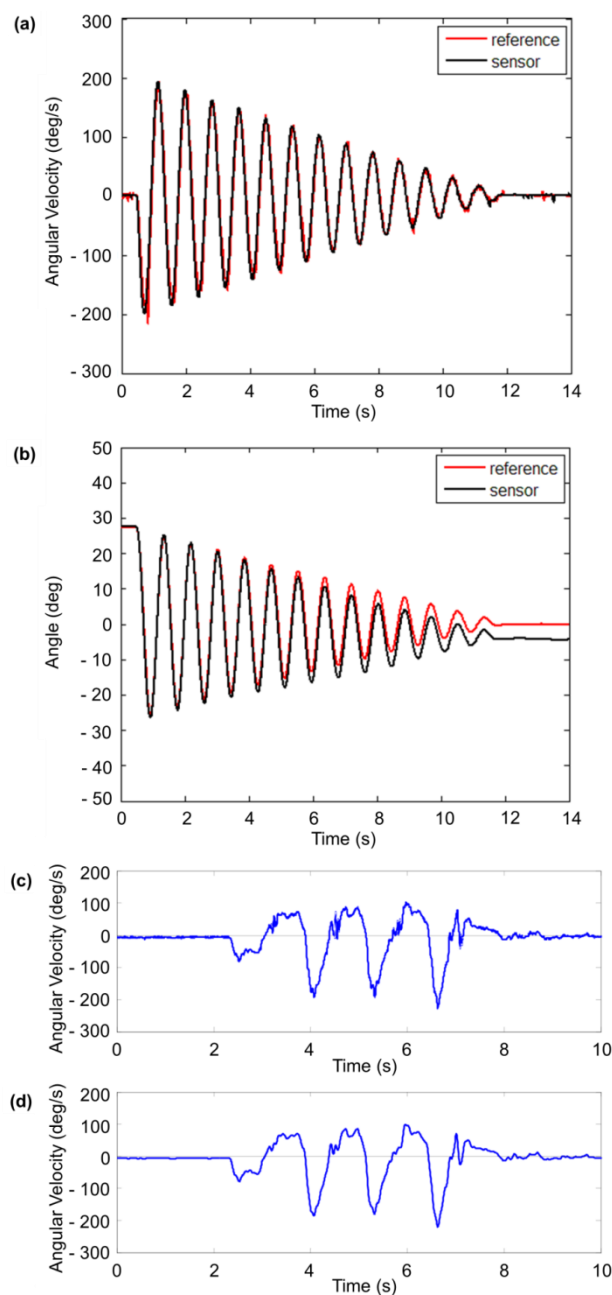 (a)
Angular Velocity (deg/s)
300
200
100
0
- 100
- 200
- 300
reference
sensor
0 2 4 6 8 10 12 14
Time (s)
(b)
Angle (deg)
50
40
30
20
10
0
- 10
- 20
- 30
- 40
- 50
reference
sensor
0 2 4 6 8 10 12 14
Time (s)
(c)
Angular Velocity (deg/s)
200
100
0
- 100
- 200
- 300
0 2 4 6 8 10
Time (s)
(d)
Angular Velocity (deg/s)
200
100
0
- 100
- 200
300
0 2 4 6 8 10
Time (s)